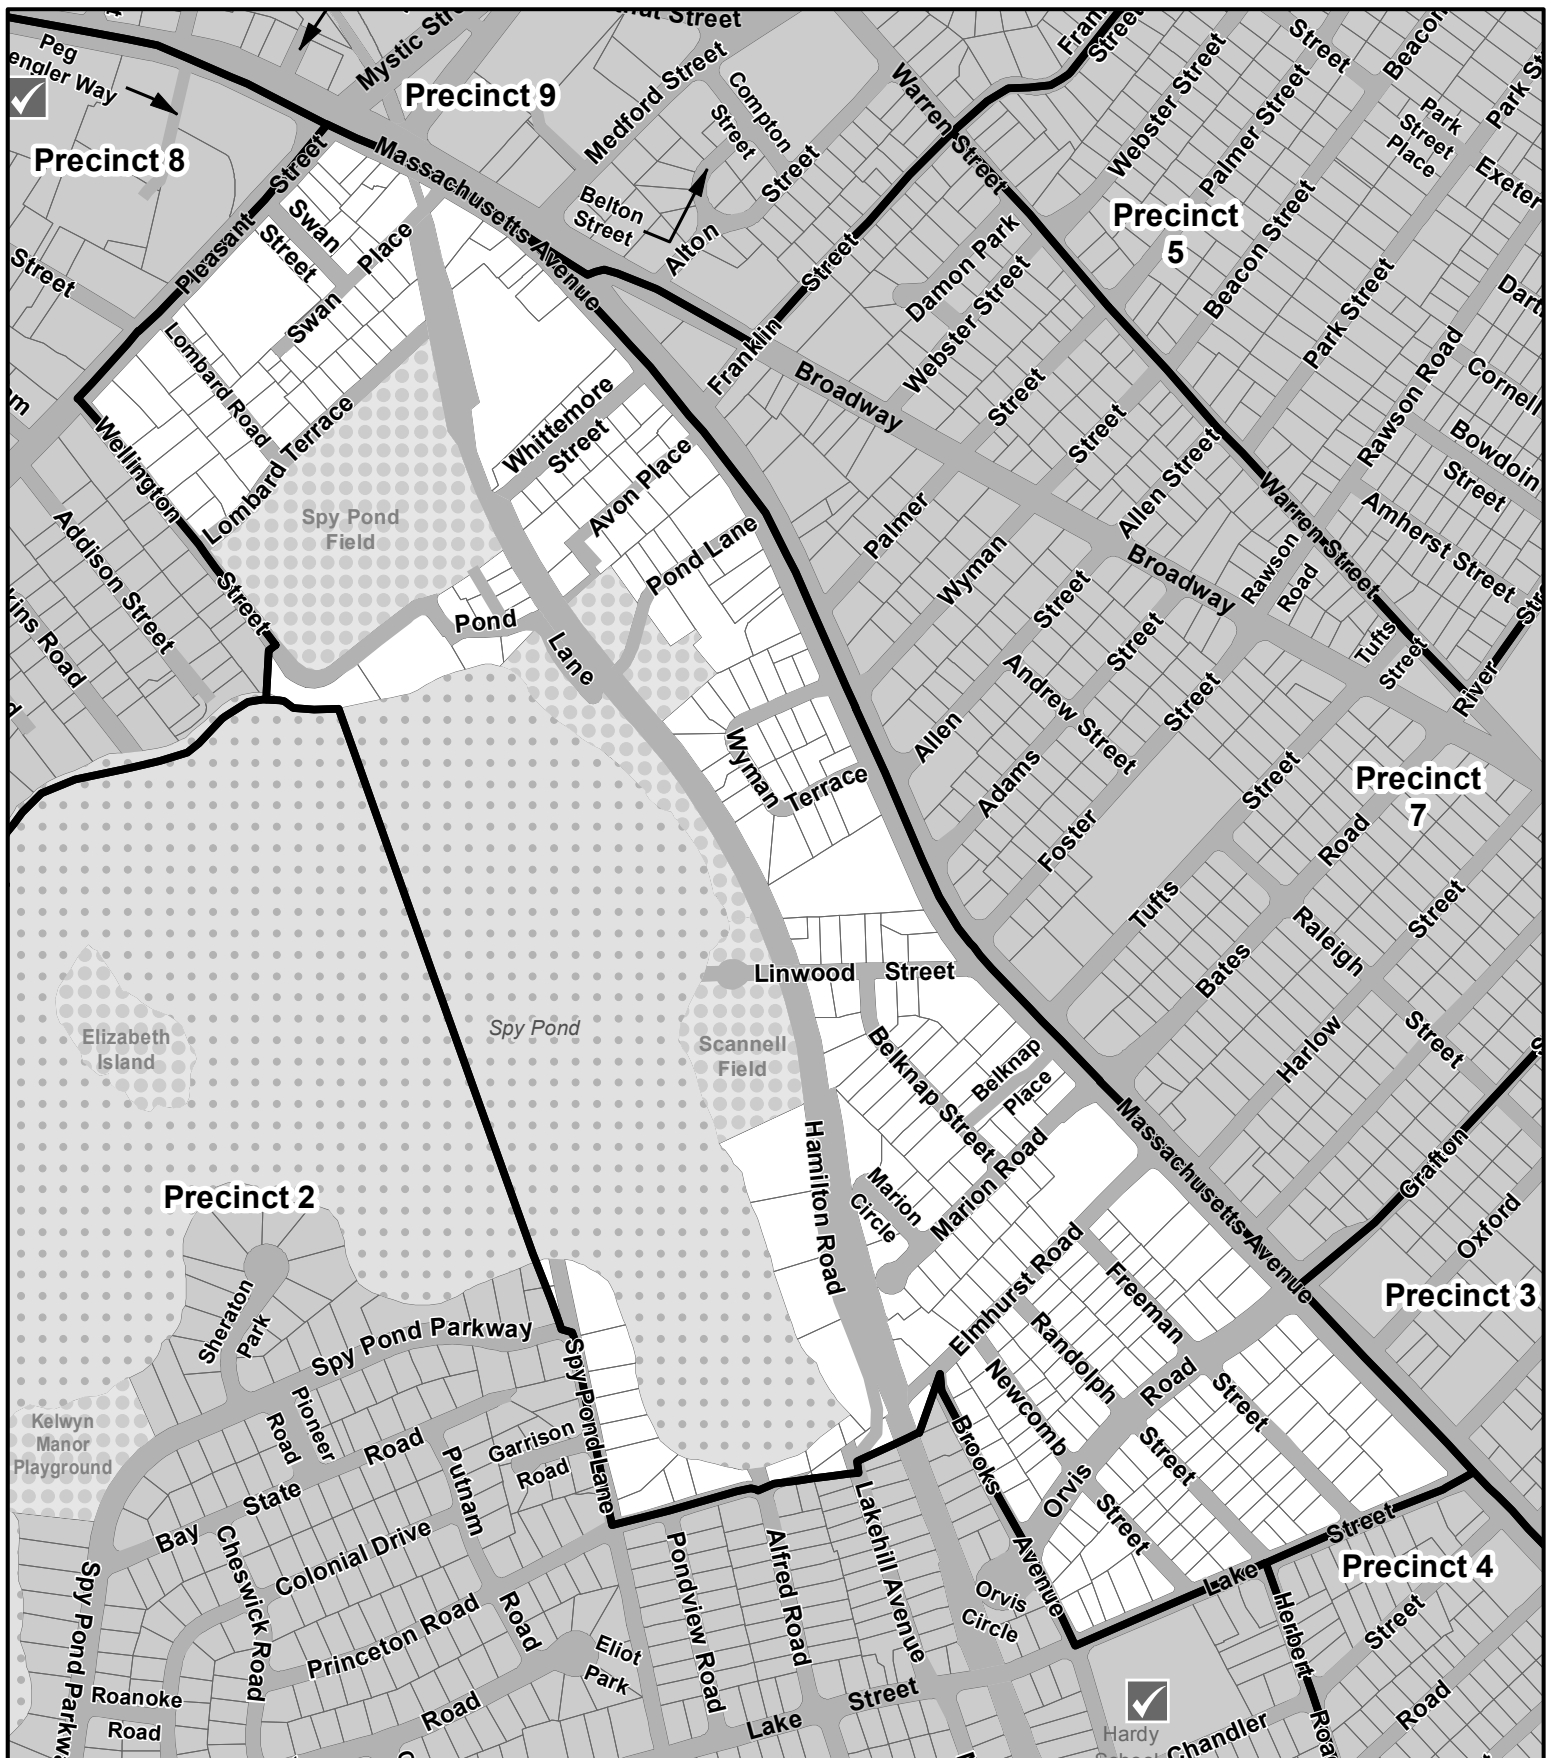 Street
Peg
engler Way
Mystic
Precinct 9
Precinct 8
Medford Street
Compton
Street
Belton
Street
Alton
Street
Warren Street
Street
Webster Street
Palmer Street
Street
Beacon
Park
Street
Place
Exeter
Precinct
5
Beacon Street
Park Street
Pleasant Street
Massachusetts Avenue
Swan
Street
Swan Place
Street
Lombard Road
Lombard Terrace
Wellington Street
Addison Street
kins Road
Spy Pond
Field
Whittemore
Street
Avon Place
Pond Lane
Pond Lane
Franklin Street
Damon Park
Webster Street
Broadway
Palmer Street
Wyman Street
Allen Street
Rawson Road
Cornell
Bowdoin
Street
Amherst Street
Warren Street
Broadway
Rawson
Road
Tufts
Street
River
Allen Street
Adams Street
Andrew Street
Foster Street
Tufts Street
Precinct
7
Bates Road
Raleigh Street
Harlow Street
Wyman
Terrace
Linwood Street
Spy Pond
Elizabeth
Island
Scannell
Field
Belknap Street
Belknap
Place
Marion Road
Marion
Circle
Hamilton Road
Massachusetts Avenue
Grafton
Oxford
Precinct 3
Precinct 2
Sheraton
Park
Spy Pond Parkway
Spy Pond Lane
Elmhurst Road
Freeman Street
Randolph Street
Newcomb Street
Orvis Road
Brooks Avenue
Orvis
Circle
Lake Street
Precinct 4
Kelwyn
Manor
Playground
Pioneer
Road
Garrison
Road
Bay State Road
Putnam Road
Colonial Drive
Cheswick Road
Princeton Road
Eliot
Park
Road
Roanoke
Road
Pondview Road
Alfred Road
Lakehill Avenue
Lake Street
Herbert
Street
Road
Chandler
Hardy